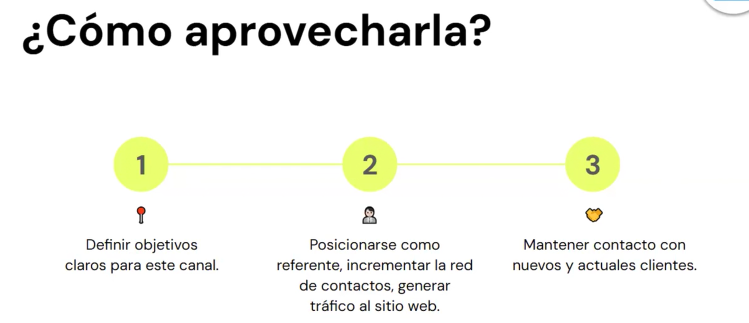 ¿Cómo aprovecharla?
1
2
3
Definir objetivos
claros para este canal.
Posicionarse como
referente, incrementar la red
de contactos, generar
tráfico al sitio web.
Mantener contacto con
nuevos y actuales clientes.